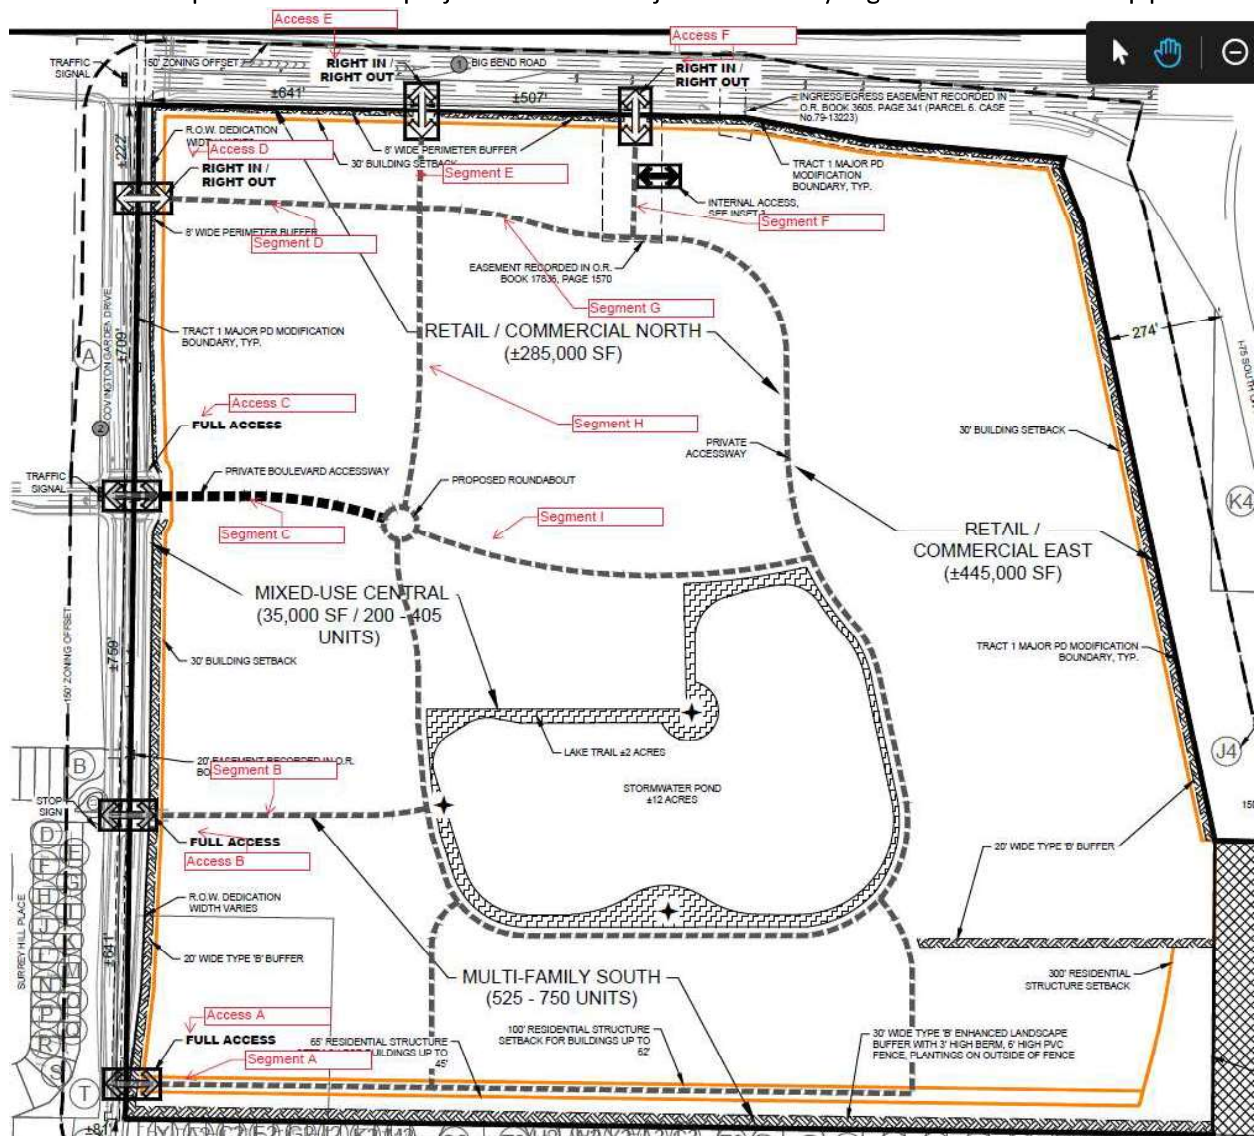 Access E
Access F
TRAFFIC
SIGNAL
150' ZONING OFFSET
RIGHT IN /
RIGHT OUT
1
BIG BEND ROAD
RIGHT IN /
RIGHT OUT
±641'
±507'
INGRESS/EGRESS EASEMENT RECORDED IN
O.R. BOOK 3605, PAGE 341 (PARCEL 6, CASE
No.79-13223)
R.O.W. DEDICATION
±222'
Access D
8' WIDE PERIMETER BUFFER
30' BUILDING SETBACK
RIGHT IN /
RIGHT OUT
TRACT 1 MAJOR PD
MODIFICATION
BOUNDARY, TYP.
Segment E
INTERNAL ACCESS,
Segment F
8' WIDE PERIMETER BUFFER
Segment D
EASEMENT RECORDED IN O.R.
BOOK 17836, PAGE 1570
Segment G
274'
TRACT 1 MAJOR PD MODIFICATION
BOUNDARY, TYP.
RETAIL / COMMERCIAL NORTH
(±285,000 SF)
COVINGTON GARDEN DRIVE
±709'
A
I-75 SOUTH
Access C
FULL ACCESS
2
Segment H
30' BUILDING SETBACK
PRIVATE
ACCESSWAY
TRAFFIC
SIGNAL
PRIVATE BOULEVARD ACCESSWAY
PROPOSED ROUNDABOUT
K4
Segment C
Segment I
RETAIL /
COMMERCIAL EAST
(±445,000 SF)
MIXED-USE CENTRAL
(35,000 SF / 200 - 405
UNITS)
150' ZONING OFFSET
±759'
30' BUILDING SETBACK
TRACT 1 MAJOR PD MODIFICATION
BOUNDARY, TYP.
LAKE TRAIL ±2 ACRES
J4
B
20' EASEMENT RECORDED IN O.R.
Segment B
STORMWATER POND
±12 ACRES
STOP
SIGN
FULL ACCESS
Access B
20' WIDE TYPE 'B' BUFFER
D
E
F
G
H
R.O.W. DEDICATION
WIDTH VARIES
SURREY HILL PLACE
±641'
20' WIDE TYPE 'B' BUFFER
MULTI-FAMILY SOUTH
(525 - 750 UNITS)
300' RESIDENTIAL
STRUCTURE SETBACK
Access A
FULL ACCESS
65' RESIDENTIAL STRUCTURE
45'
100' RESIDENTIAL STRUCTURE
SETBACK FOR BUILDINGS UP TO
62'
30' WIDE TYPE 'B' ENHANCED LANDSCAPE
BUFFER WITH 3' HIGH BERM, 6' HIGH PVC
FENCE, PLANTINGS ON OUTSIDE OF FENCE
Segment A
R
S
T
±81'